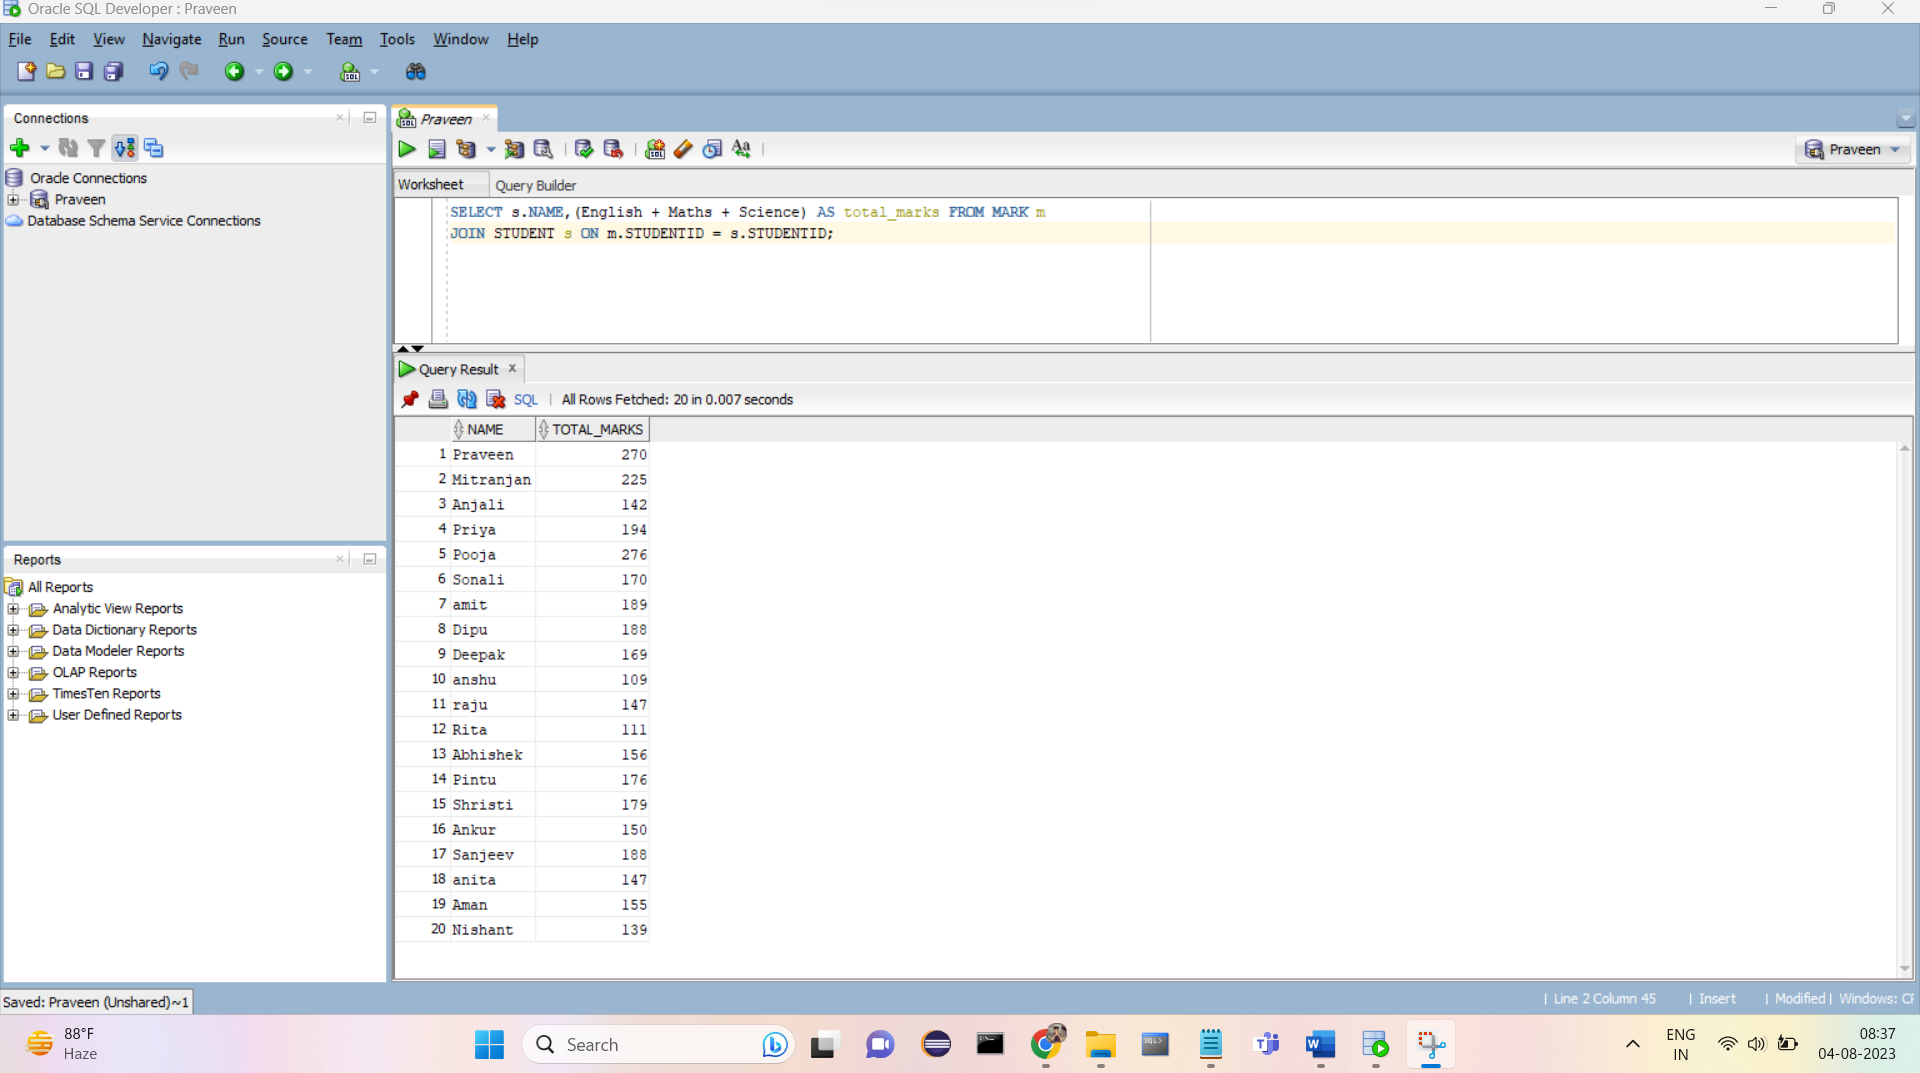 Oracle SQL Developer : Praveen
File Edit View Navigate Run Source Team Tools Window Help
Connections
Oracle Connections
Praveen
Database Schema Service Connections
Reports
All Reports
Analytic View Reports
Data Dictionary Reports
Data Modeler Reports
OLAP Reports
TimesTen Reports
User Defined Reports
Praveen
Praveen
Worksheet Query Builder
SELECT s.NAME,(English + Maths + Science) AS total_marks FROM MARK m
JOIN STUDENT s ON m.STUDENTID = s.STUDENTID;
Query Result
SQL | All Rows Fetched: 20 in 0.007 seconds
NAME TOTAL_MARKS
1 Praveen 270
2 Mitranjan 225
3 Anjali 142
4 Priya 194
5 Pooja 276
6 Sonali 170
7 amit 189
8 Dipu 188
9 Deepak 169
10 anshu 109
11 raju 147
12 Rita 111
13 Abhishek 156
14 Pintu 176
15 Shristi 179
16 Ankur 150
17 Sanjeev 188
18 anita 147
19 Aman 155
20 Nishant 139
Saved: Praveen (Unshared)~1
| Line 2 Column 45 | Insert | Modified | Windows: CF
88°F
Haze
Search
ENG
IN
08:37
04-08-2023